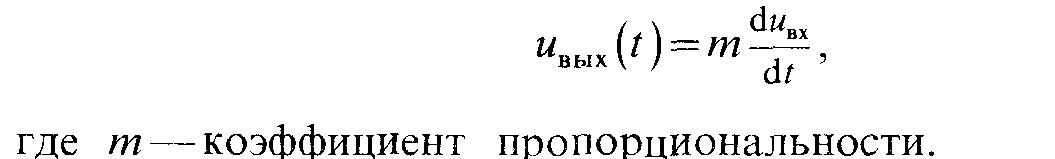 u_вых(t) = m du_вх/dt,
где m — коэффициент пропорциональности.